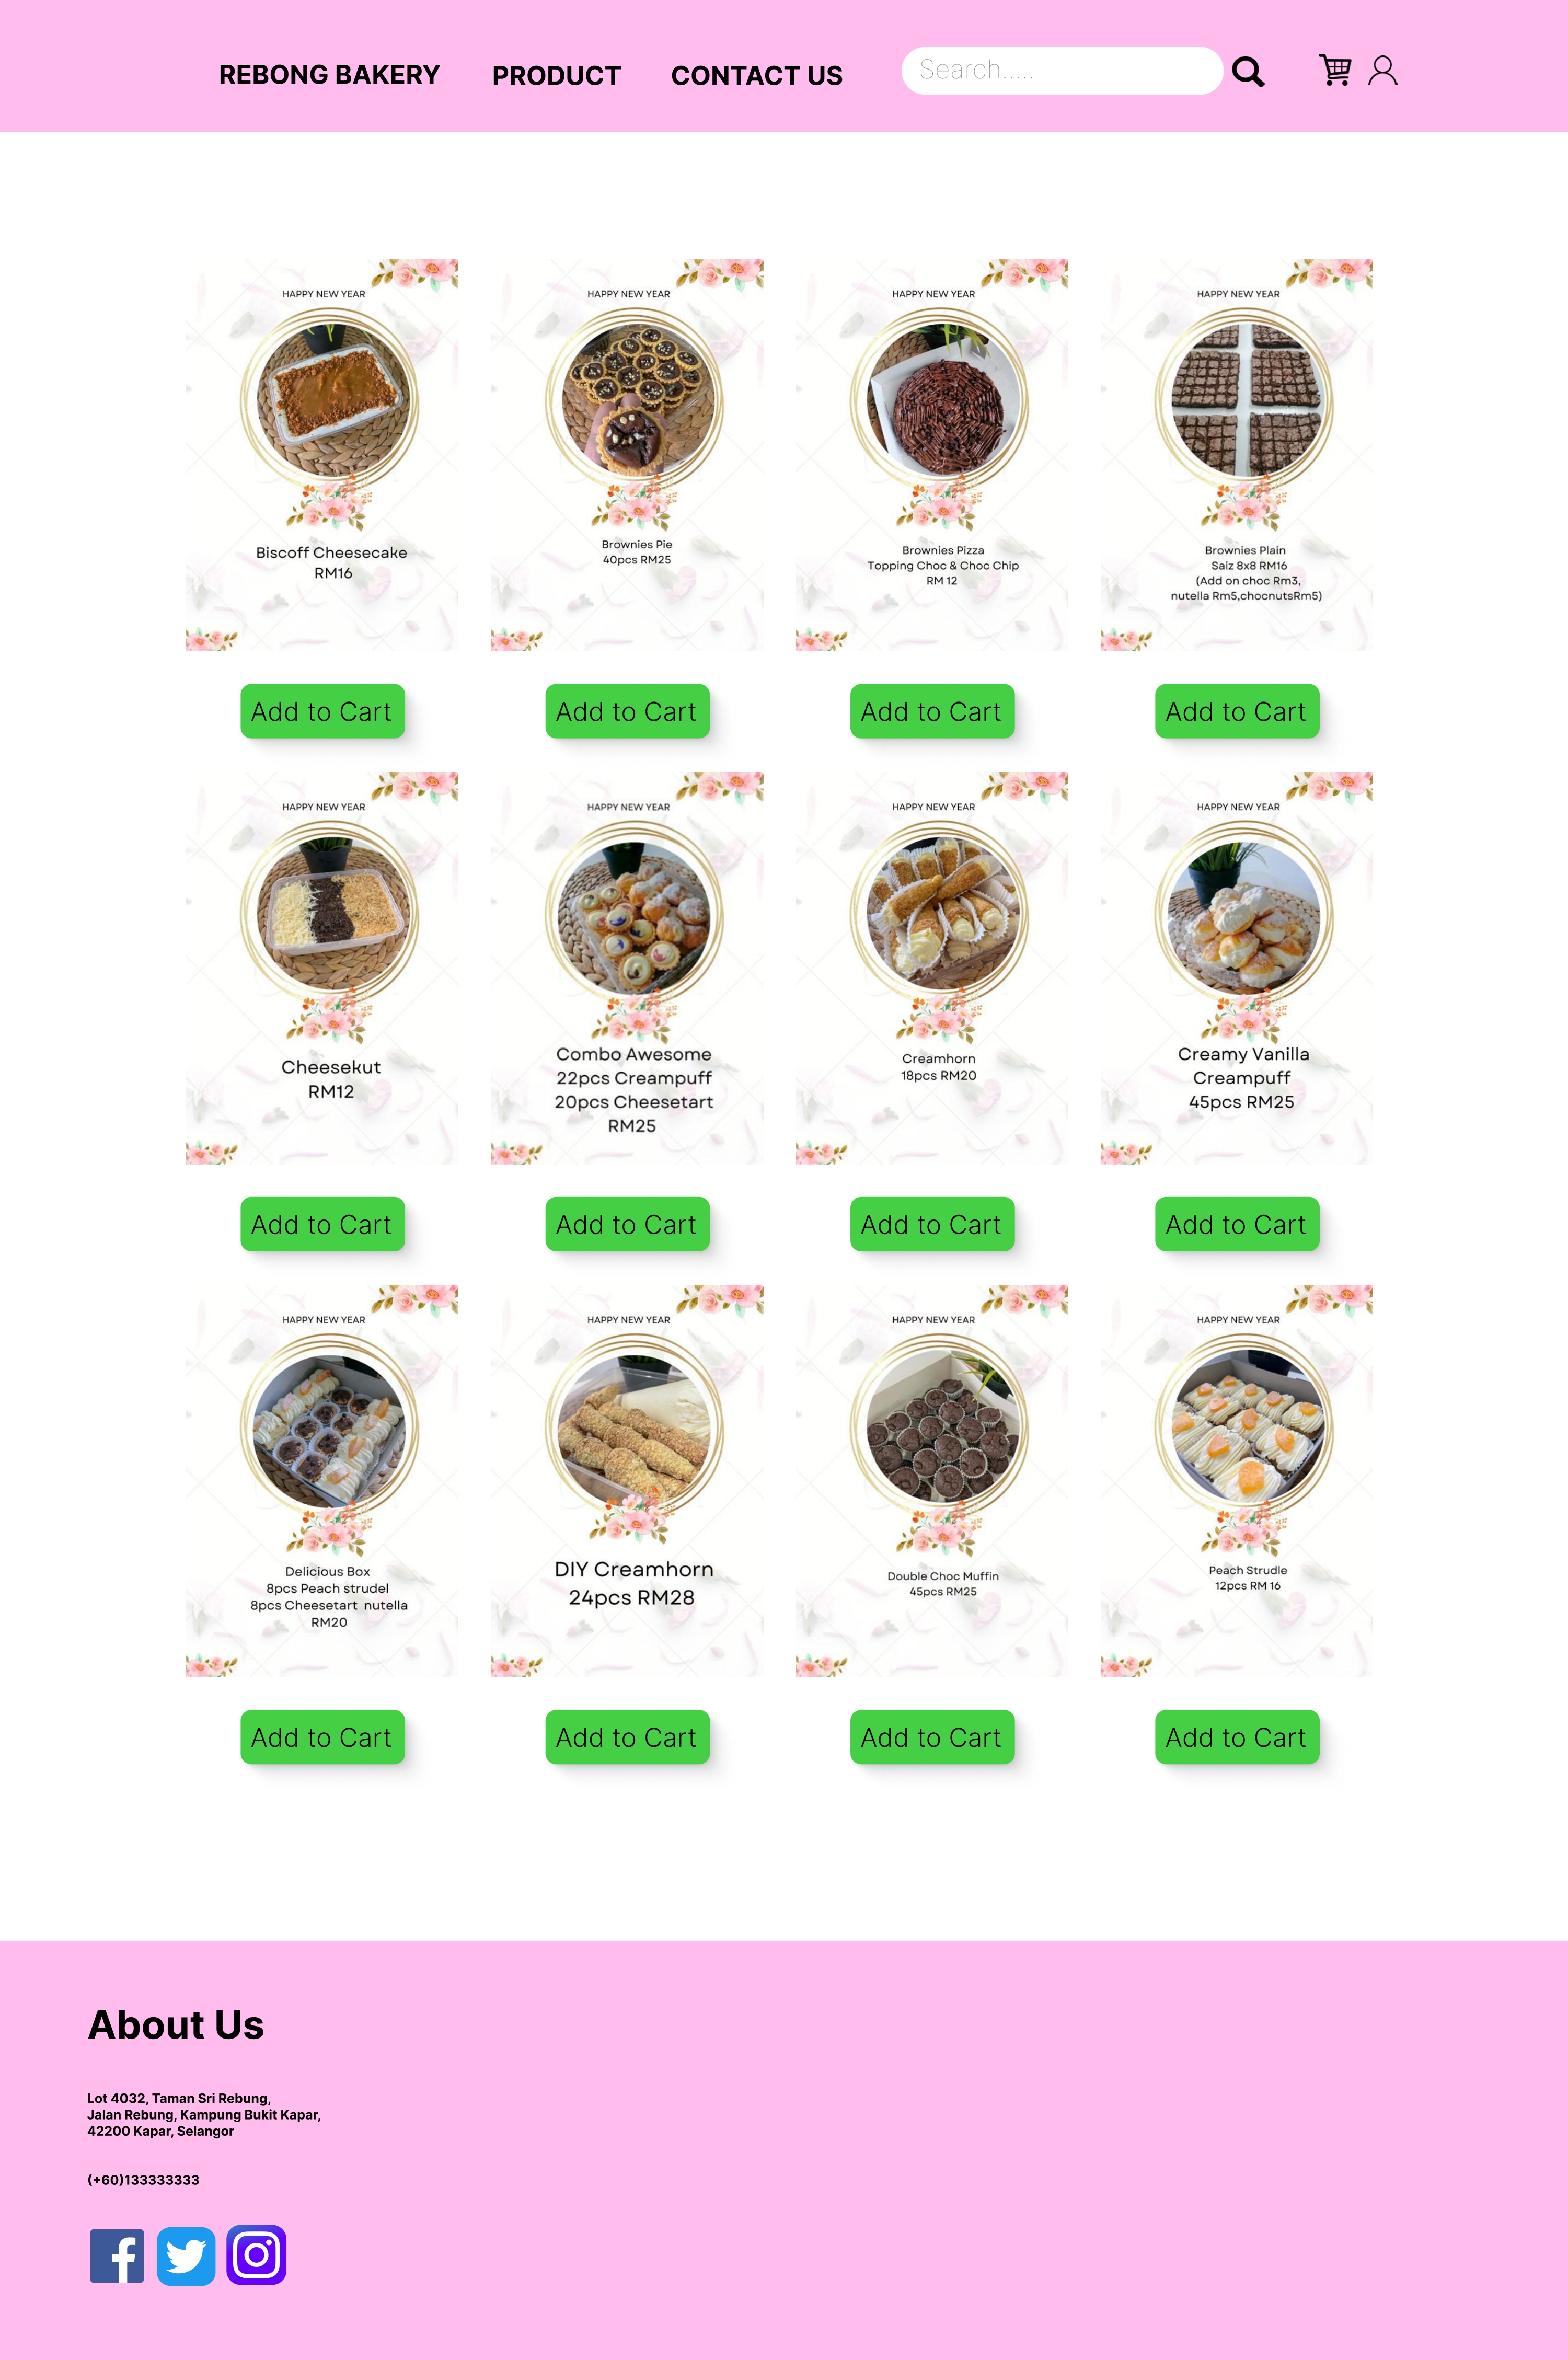 REBONG BAKERY PRODUCT CONTACT US Search.....
HAPPY NEW YEAR
Biscoff Cheesecake
RM16
Add to Cart
HAPPY NEW YEAR
Brownies Pie
40pcs RM25
Add to Cart
HAPPY NEW YEAR
Brownies Pizza
Topping Choc & Choc Chip
RM 12
Add to Cart
HAPPY NEW YEAR
Brownies Plain
Saiz 8x8 RM16
(Add on choc Rm3,
nutella Rm5,chocnutsRm5)
Add to Cart
HAPPY NEW YEAR
Cheesekut
RM12
Add to Cart
HAPPY NEW YEAR
Combo Awesome
22pcs Creampuff
20pcs Cheesetart
RM25
Add to Cart
HAPPY NEW YEAR
Creamhorn
18pcs RM20
Add to Cart
HAPPY NEW YEAR
Creamy Vanilla
Creampuff
45pcs RM25
Add to Cart
HAPPY NEW YEAR
Delicious Box
8pcs Peach strudel
8pcs Cheesetart nutella
RM20
Add to Cart
HAPPY NEW YEAR
DIY Creamhorn
24pcs RM28
Add to Cart
HAPPY NEW YEAR
Double Choc Muffin
45pcs RM25
Add to Cart
HAPPY NEW YEAR
Peach Strudle
12pcs RM 16
Add to Cart
About Us
Lot 4032, Taman Sri Rebung,
Jalan Rebung, Kampung Bukit Kapar,
42200 Kapar, Selangor
(+60)133333333